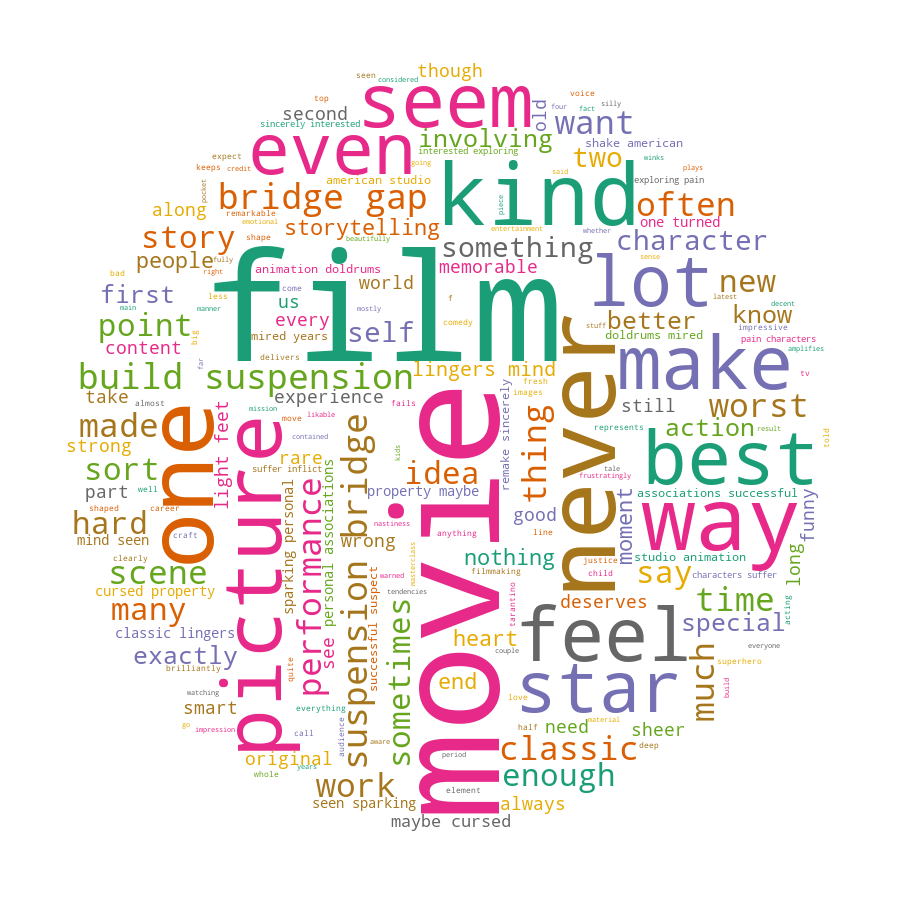 though
seen
considered
seem
voice
top
second
old
four
fact
silly
sincerely interested
want
even
involving
shake american
interested exploring
two
winks
expect
going
keeps
credit
american studio
kind
said
plays
exploring pain
pocket
bridge gap
piece
often
along
remarkable
emotional
storytelling
one turned
entertainment
whether
story
shape
beautifully
something
character
sense
people
fully
film
animation doldrums
memorable
lot
bad
right
world
new
latest
first
less
come
mostly
f
stuff
decent
main
manner
us
know
point
every
self
comedy
better
impressive
big
mired years
never
doldrums mired
pain characters
content
delivers
make
amplifies
far
build suspension
lingers mind
tv
fresh
take
almost
experience
images
still
worst
one
mission
likable
movie
remake sincerely
thing
made
light feet
picture
move
fails
action
result
represents
strong
contained
bridge
kids
best
told
sort
rare
idea
tale
frustratingly
well
suffer inflict
part
career
property maybe
associations successful
shaped
performance
personal associations
good
moment
way
funny
hard
sparking personal
nastiness
line
mind seen
craft
wrong
anything
justice
clearly
masterclass
nothing
studio animation
long
scene
filmmaking
child
say
characters suffer
cursed property
warned
tendencies
tarantino
many
see
suspension
successful suspect
sometimes
deserves
time
acting
classic lingers
heart
feel
special
exactly
couple
everyone
brilliantly
quite
end
star
much
superhero
watching
love
build
smart
everything
go
impression
call
audience
half
need
material
sheer
original
aware
period
classic
deep
whole
years
enough
work
element
seen sparking
always
maybe cursed